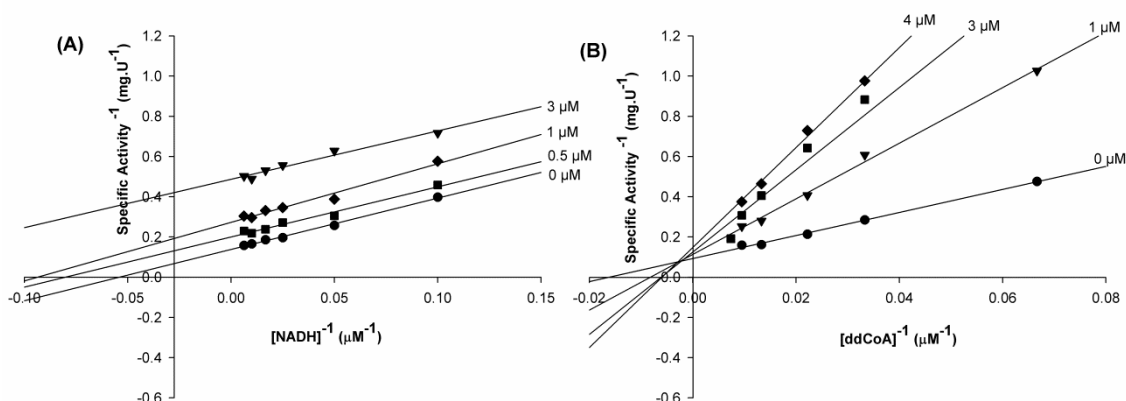 (A)
Specific Activity⁻¹ (mg.U⁻¹)
1.2
1.0
0.8
0.6
0.4
0.2
0.0
-0.2
-0.4
-0.6
-0.10
-0.05
0.00
0.05
0.10
0.15
[NADH]⁻¹ (μM⁻¹)
3 μM
1 μM
0.5 μM
0 μM
(B)
Specific Activity⁻¹ (mg.U⁻¹)
1.2
1.0
0.8
0.6
0.4
0.2
0.0
-0.2
-0.4
-0.6
-0.02
0.00
0.02
0.04
0.06
0.08
[ddCoA]⁻¹ (μM⁻¹)
4 μM
3 μM
1 μM
0 μM